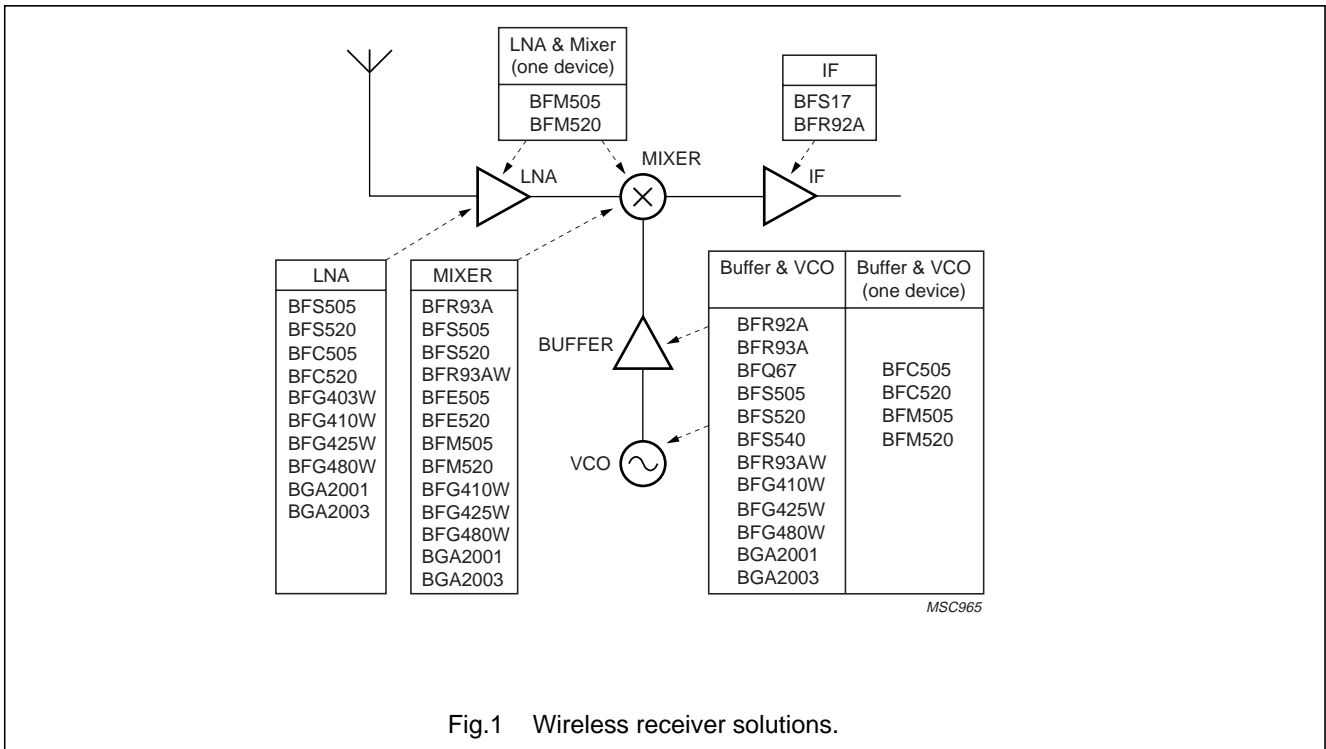 LNA & Mixer
(one device)
BFM505
BFM520
IF
BFS17
BFR92A
MIXER
LNA
IF
LNA
BFS505
BFS520
BFC505
BFC520
BFG403W
BFG410W
BFG425W
BFG480W
BGA2001
BGA2003
MIXER
BFR93A
BFS505
BFS520
BFR93AW
BFE505
BFE520
BFM505
BFM520
BFG410W
BFG425W
BFG480W
BGA2001
BGA2003
BUFFER
VCO
Buffer & VCO
BFR92A
BFR93A
BFQ67
BFS505
BFS520
BFS540
BFR93AW
BFG410W
BFG425W
BFG480W
BGA2001
BGA2003
Buffer & VCO
(one device)
BFC505
BFC520
BFM505
BFM520
MSC965
Fig.1 Wireless receiver solutions.